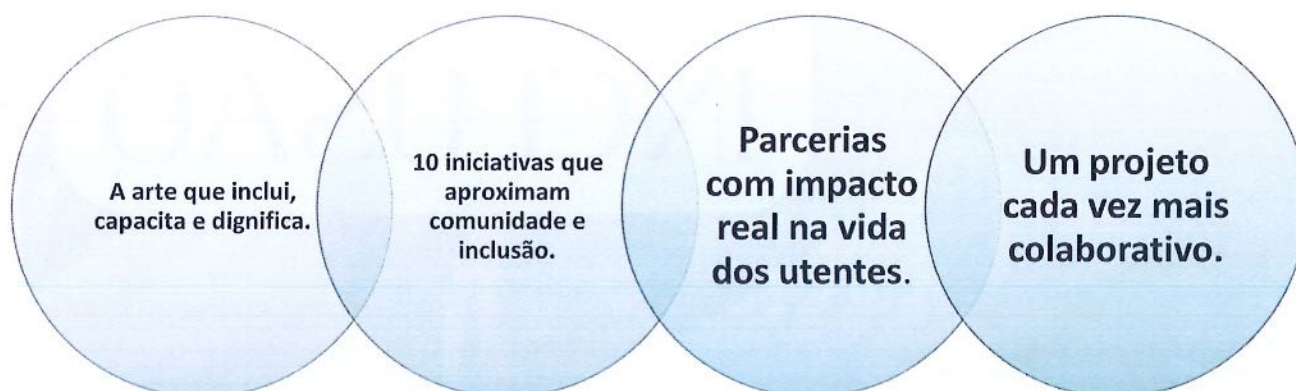 A arte que inclui,
capacita e dignifica.
10 iniciativas que
aproximam
comunidade e
inclusão.
Parcerias
com impacto
real na vida
dos utentes.
Um projeto
cada vez mais
colaborativo.